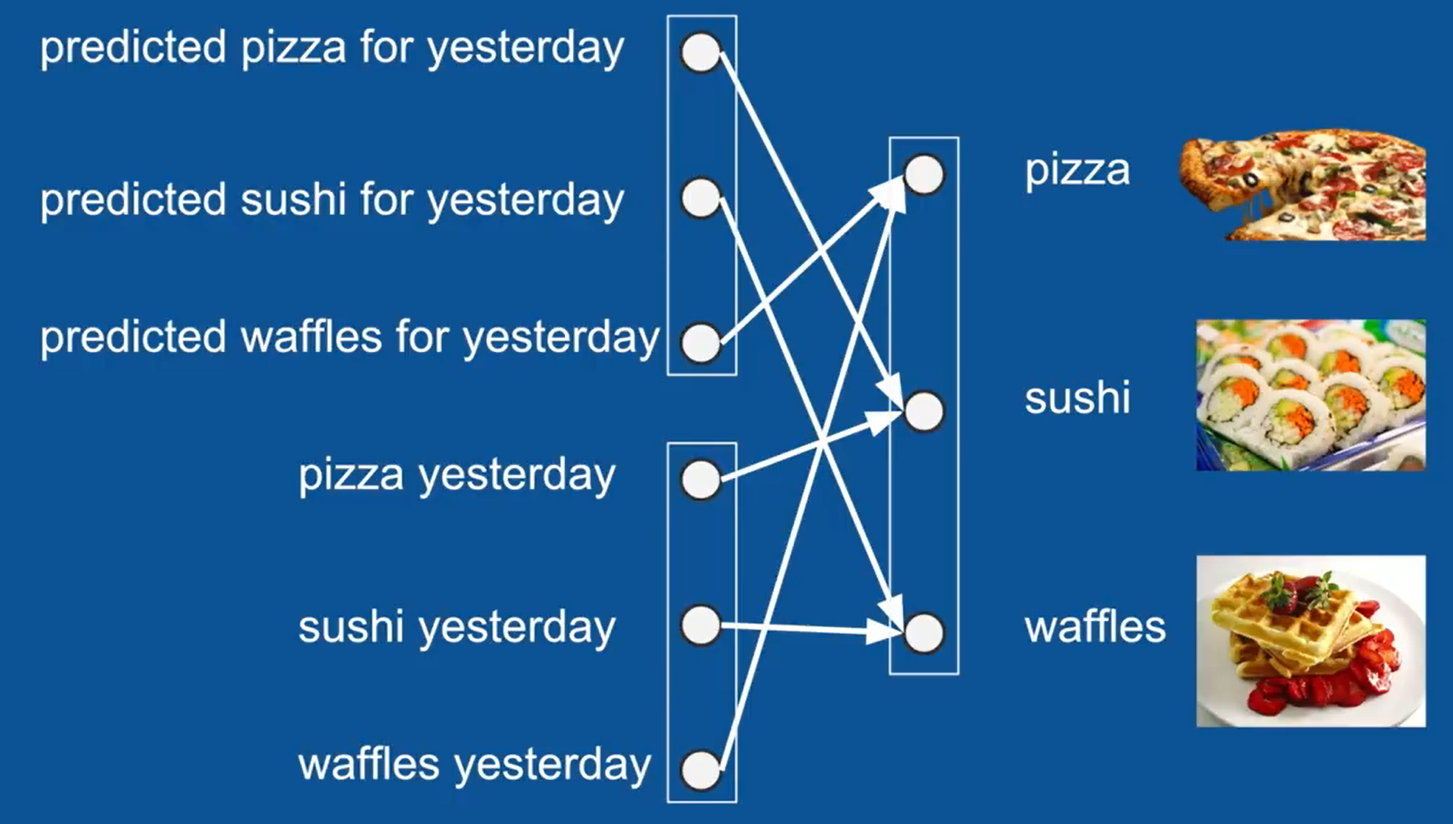 predicted pizza for yesterday
predicted sushi for yesterday
predicted waffles for yesterday
pizza yesterday
sushi yesterday
waffles yesterday
pizza
sushi
waffles